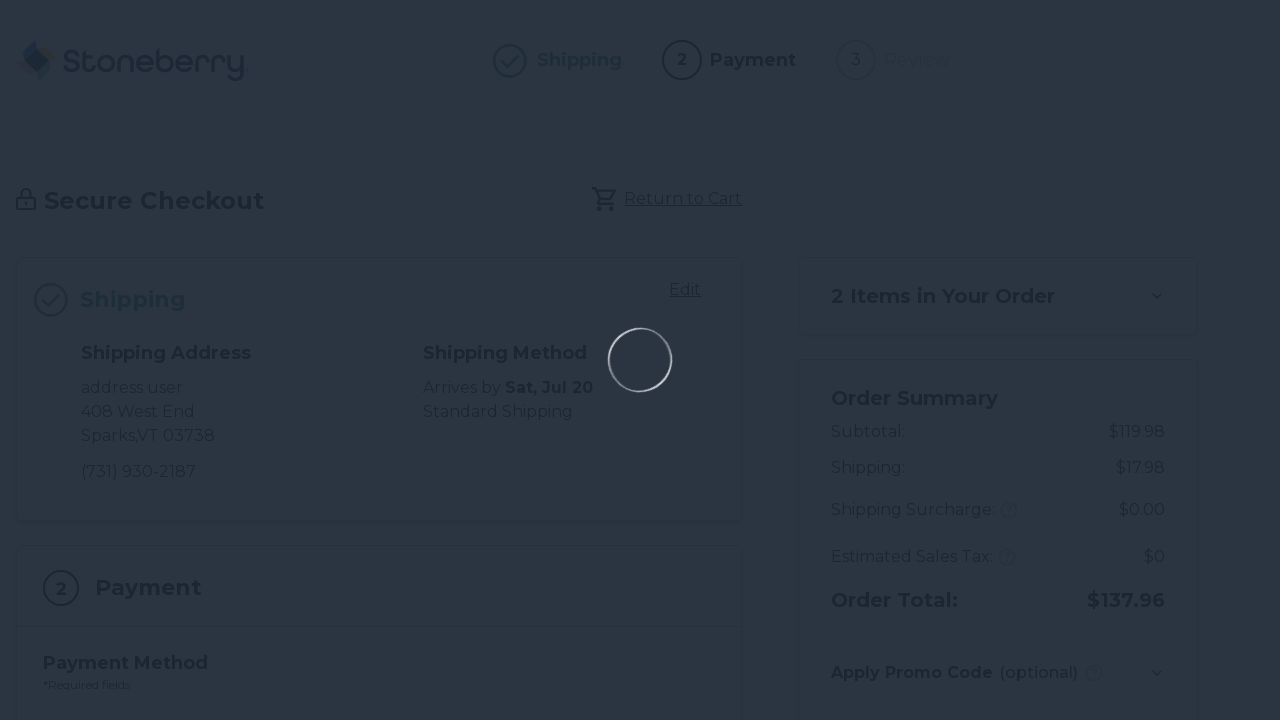 Stoneberry
Shipping
2 Payment
3 Review
Secure Checkout
Return to Cart
Shipping
Edit
Shipping Address
address user
408 West End
Sparks,VT 03738
(731) 930-2187
Shipping Method
Arrives by Sat, Jul 20
Standard Shipping
2 Payment
Payment Method
*Required fields
2 Items in Your Order
Order Summary
Subtotal: $119.98
Shipping: $17.98
Shipping Surcharge: $0.00
Estimated Sales Tax: $0
Order Total: $137.96
Apply Promo Code (optional)